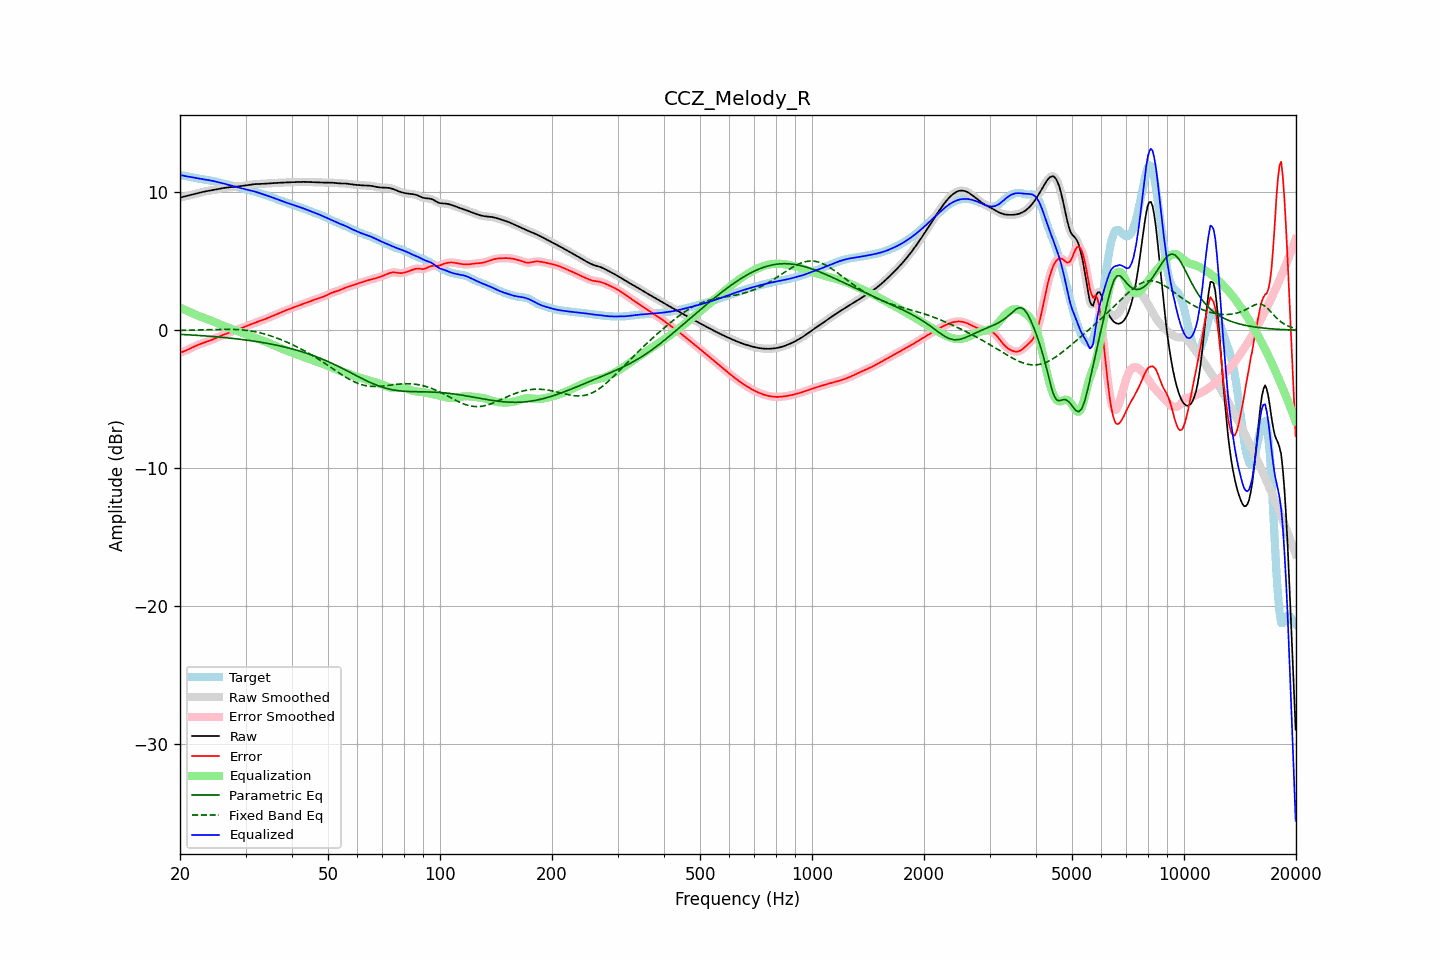 CCZ_Melody_R
Amplitude (dBr)
10
0
−10
−20
−30
Target
Raw Smoothed
Error Smoothed
Raw
Error
Equalization
Parametric Eq
Fixed Band Eq
Equalized
20 50 100 200 500 1000 2000 5000 10000 20000
Frequency (Hz)